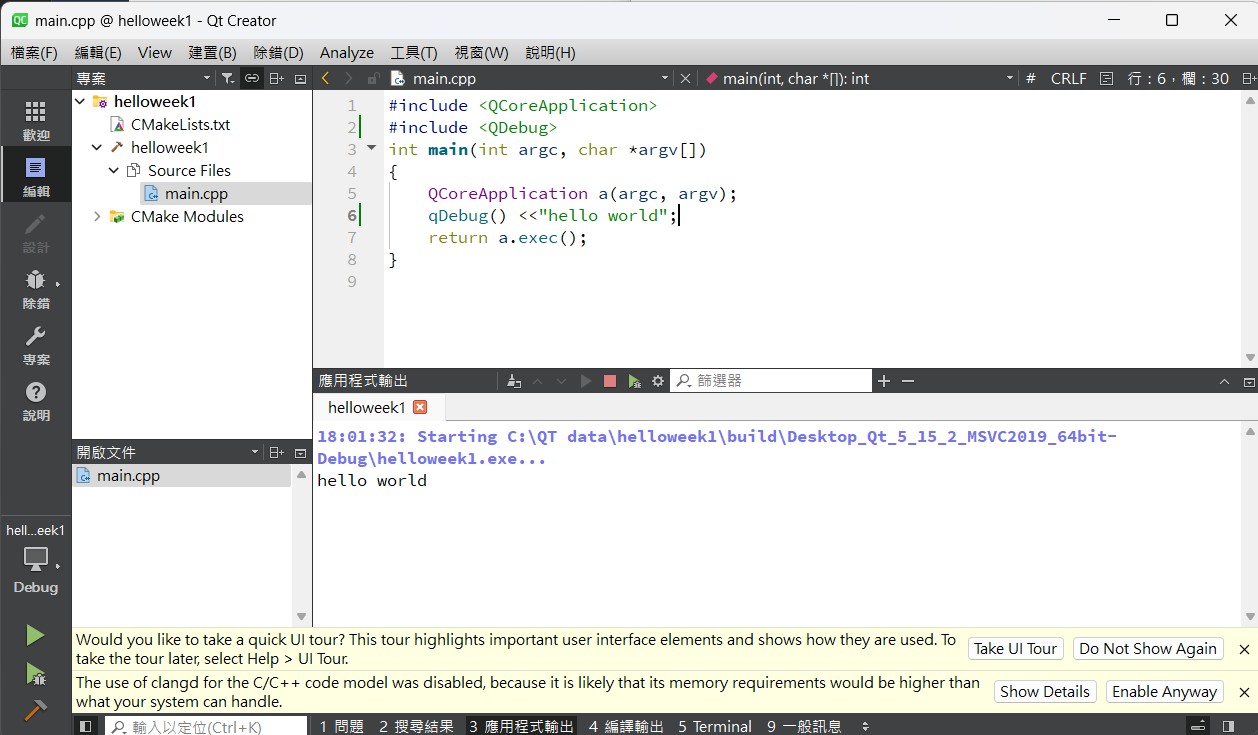 QC main.cpp @ helloweek1 - Qt Creator
檔案(F) 編輯(E) View 建置(B) 除錯(D) Analyze 工具(T) 視窗(W) 說明(H)
專案
main.cpp
main(int, char *[]): int
# CRLF 行:6,欄:30
歡迎
編輯
設計
除錯
專案
說明
helloweek1
CMakeLists.txt
helloweek1
Source Files
main.cpp
CMake Modules
1 #include <QCoreApplication>
2 #include <QDebug>
3 int main(int argc, char *argv[])
4 {
5 QCoreApplication a(argc, argv);
6 qDebug() <<"hello world";
7 return a.exec();
8 }
9
應用程式輸出
篩選器
helloweek1
18:01:32: Starting C:\QT data\helloweek1\build\Desktop_Qt_5_15_2_MSVC2019_64bit-
Debug\helloweek1.exe...
hello world
開啟文件
main.cpp
hell...eek1
Debug
Would you like to take a quick UI tour? This tour highlights important user interface elements and shows how they are used. To
take the tour later, select Help > UI Tour.
Take UI Tour
Do Not Show Again
The use of clangd for the C/C++ code model was disabled, because it is likely that its memory requirements would be higher than
what your system can handle.
Show Details
Enable Anyway
輸入以定位(Ctrl+K)
1 問題 2 搜尋結果 3 應用程式輸出 4 編譯輸出 5 Terminal 9 一般訊息